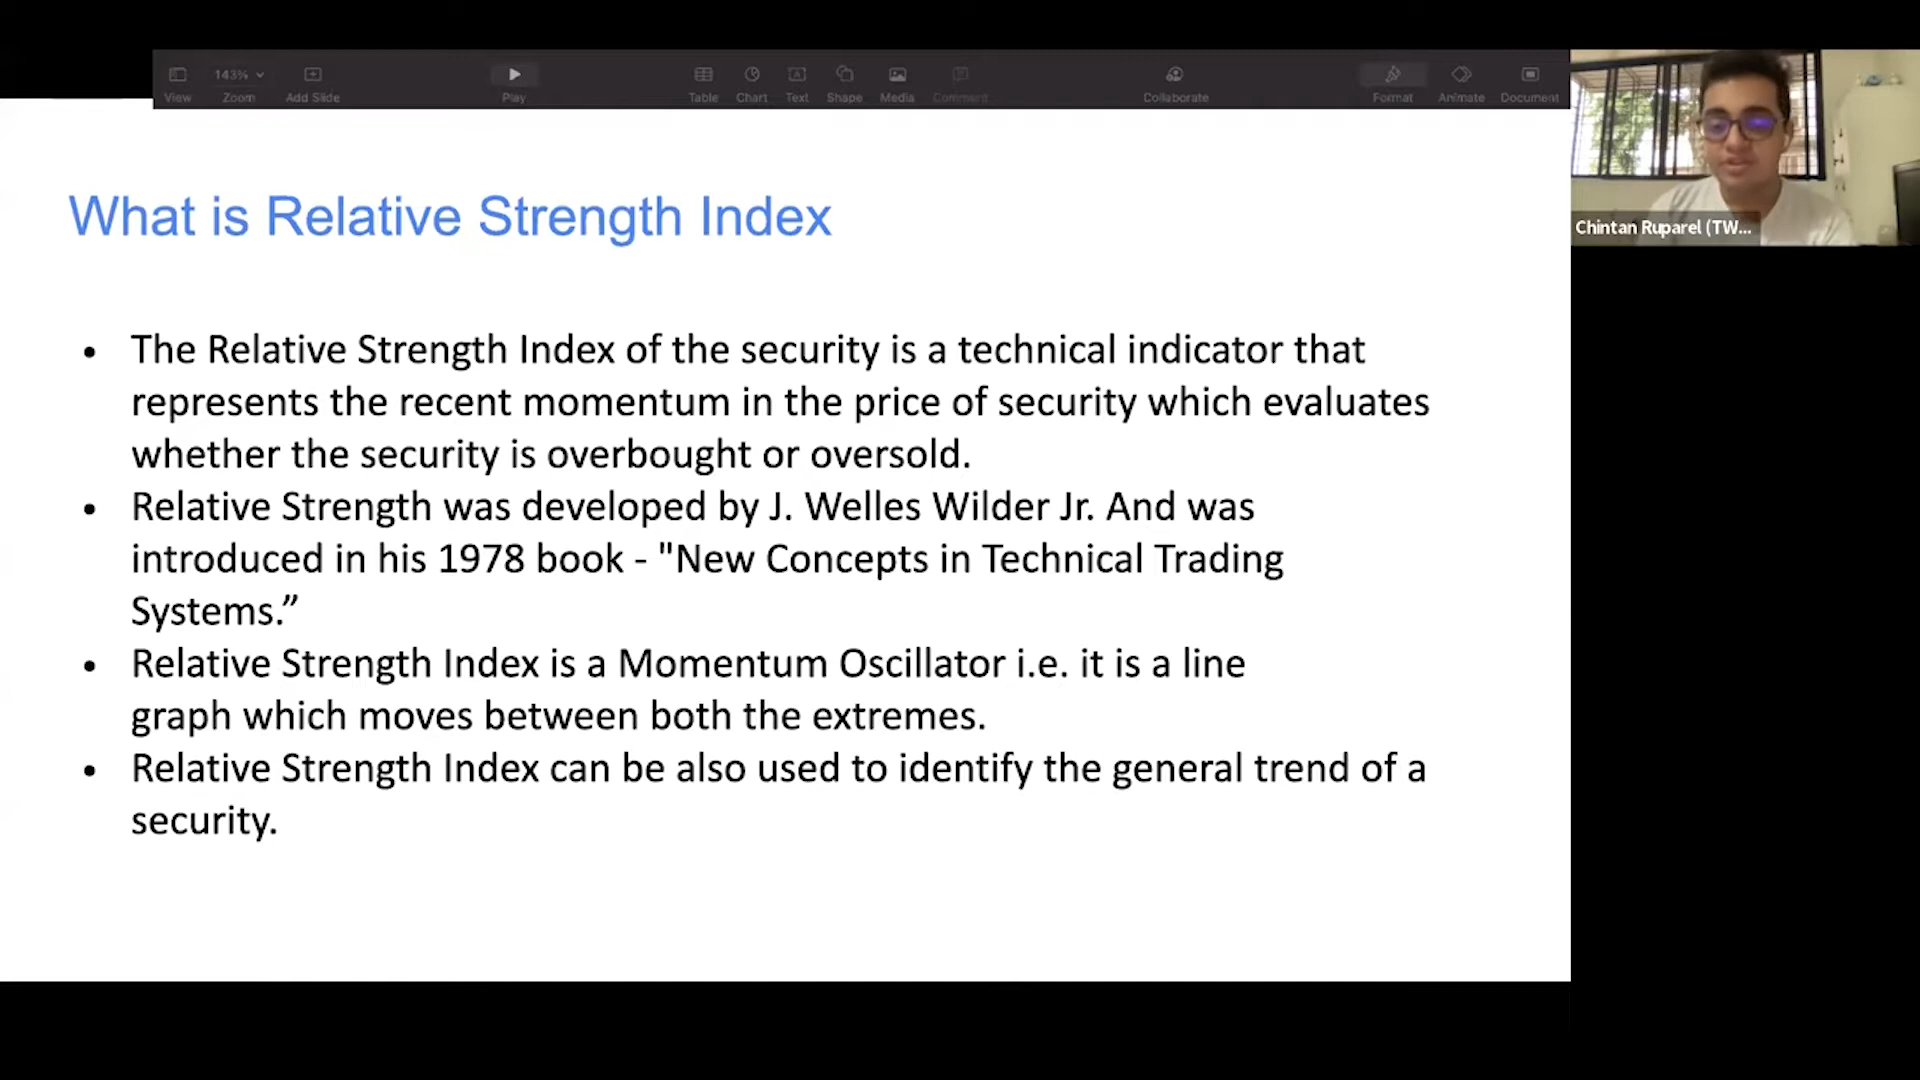 143%
View Zoom Add Slide Play Table Chart Text Shape Media Comment Collaborate Format Animate Document
Chintan Ruparel (TW...
What is Relative Strength Index
• The Relative Strength Index of the security is a technical indicator that
represents the recent momentum in the price of security which evaluates
whether the security is overbought or oversold.
• Relative Strength was developed by J. Welles Wilder Jr. And was
introduced in his 1978 book - "New Concepts in Technical Trading
Systems.”
• Relative Strength Index is a Momentum Oscillator i.e. it is a line
graph which moves between both the extremes.
• Relative Strength Index can be also used to identify the general trend of a
security.